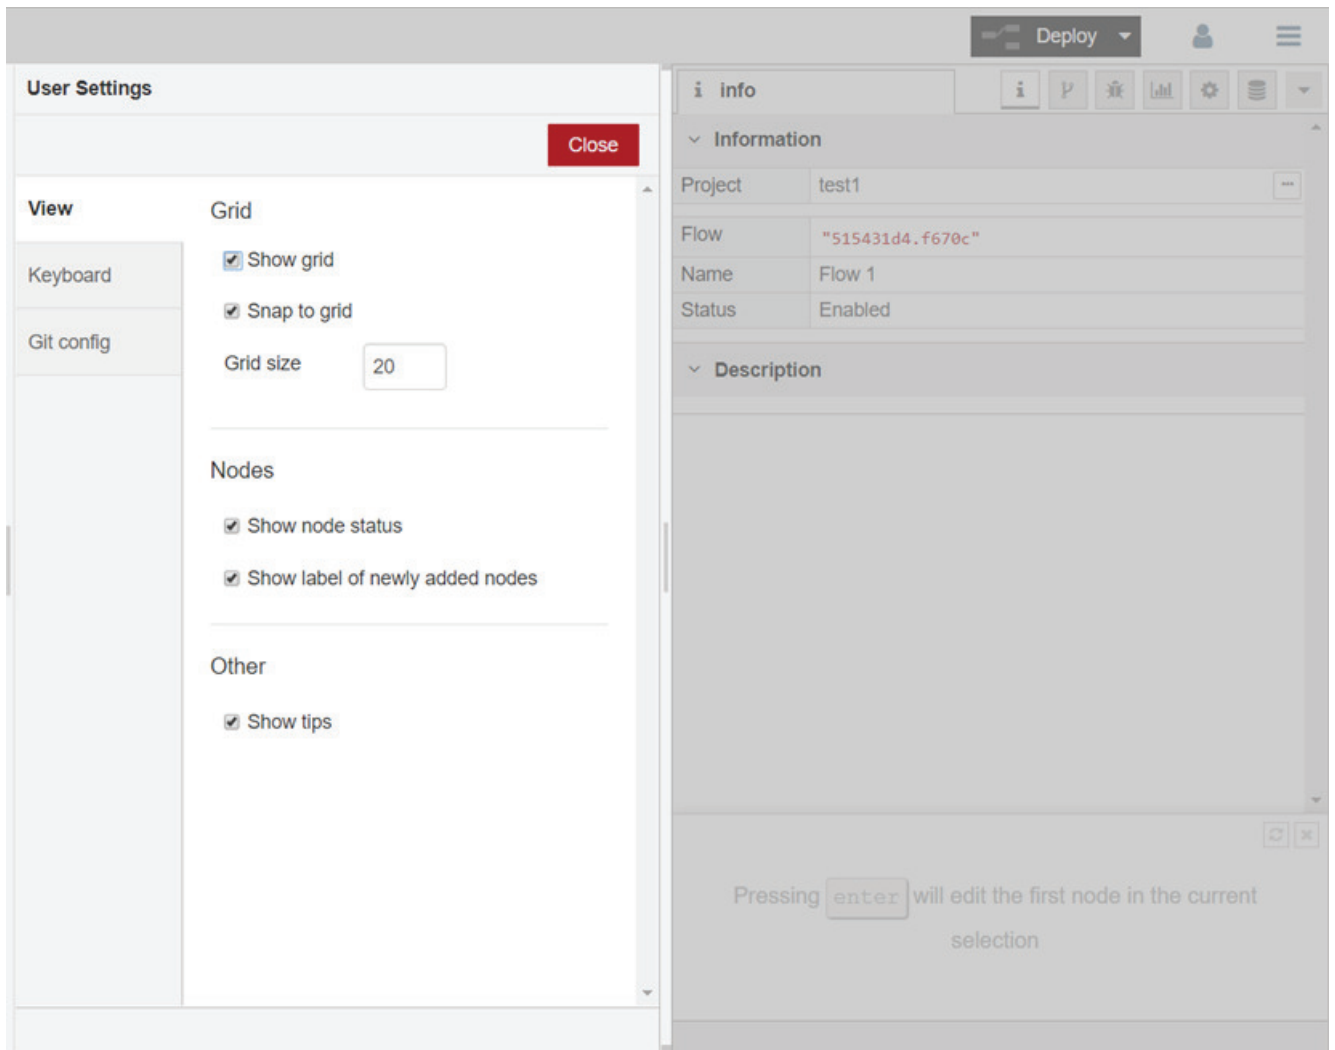 Deploy
User Settings
Close
View
Keyboard
Git config
Grid
Show grid
Snap to grid
Grid size
20
Nodes
Show node status
Show label of newly added nodes
Other
Show tips
i info
i
Information
Project test1
...
Flow "515431d4.f670c"
Name Flow 1
Status Enabled
Description
Pressing enter will edit the first node in the current
selection